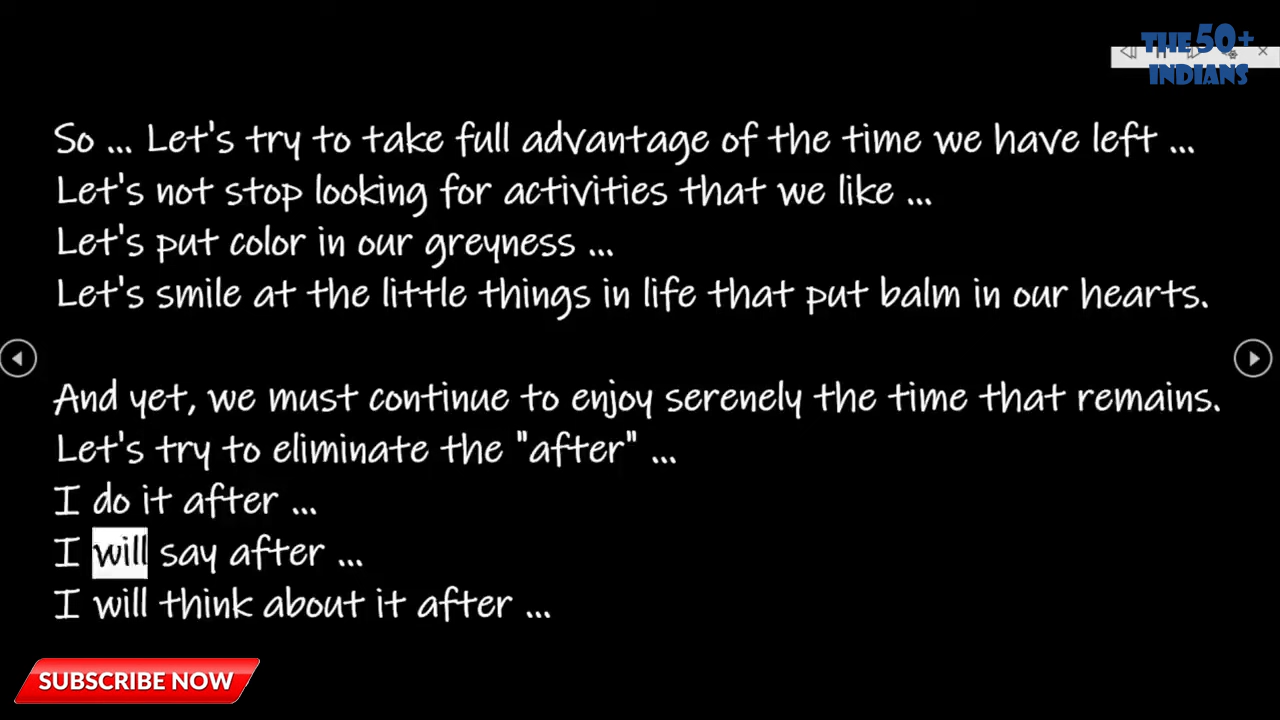 THE 50+
INDIANS
So ... Let's try to take full advantage of the time we have left ...
Let's not stop looking for activities that we like ...
Let's put color in our greyness ...
Let's smile at the little things in life that put balm in our hearts.
And yet, we must continue to enjoy serenely the time that remains.
Let's try to eliminate the "after" ...
I do it after ...
I will say after ...
I will think about it after ...
SUBSCRIBE NOW